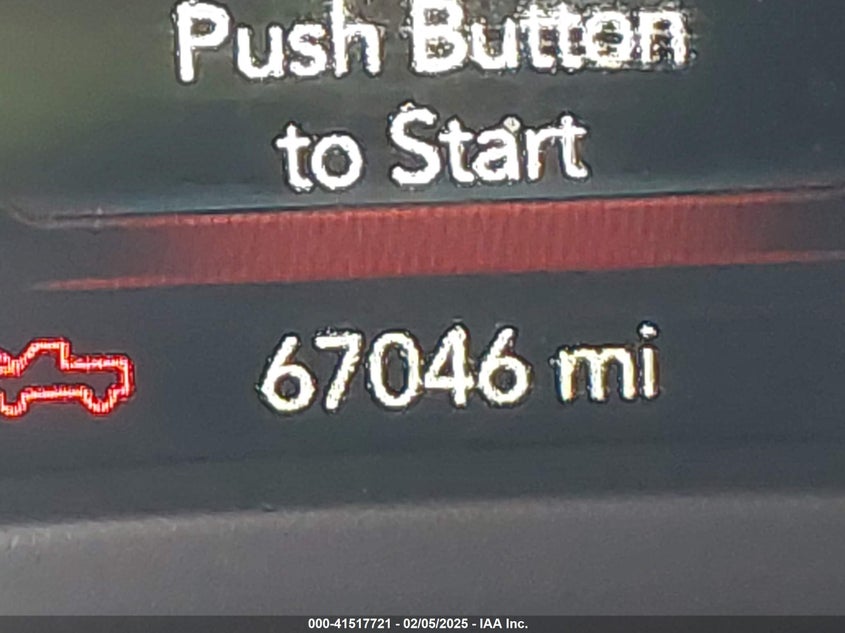 Push Button
to Start
67046 mi
000-41517721 - 02/05/2025 - IAA Inc.